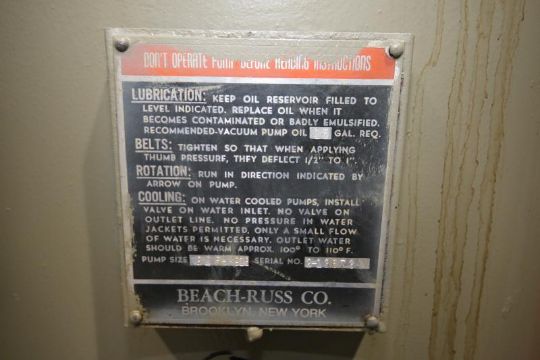 DON'T OPERATE PUMP BEFORE READING INSTRUCTIONS
LUBRICATION: KEEP OIL RESERVOIR FILLED TO
LEVEL INDICATED. REPLACE OIL WHEN IT
BECOMES CONTAMINATED OR BADLY EMULSIFIED.
RECOMMENDED-VACUUM PUMP OIL GAL. REQ.
BELTS: TIGHTEN SO THAT WHEN APPLYING
THUMB PRESSURE, THEY DEFLECT 1/2" TO 1".
ROTATION: RUN IN DIRECTION INDICATED BY
ARROW ON PUMP.
COOLING: ON WATER COOLED PUMPS, INSTALL
VALVE ON WATER INLET. NO VALVE ON
OUTLET LINE. NO PRESSURE IN WATER
JACKETS PERMITTED, ONLY A SMALL FLOW
OF WATER IS NECESSARY. OUTLET WATER
SHOULD BE WARM APPROX. 100° TO 110° F.
PUMP SIZE SERIAL NO.
BEACH-RUSS CO.
BROOKLYN, NEW YORK